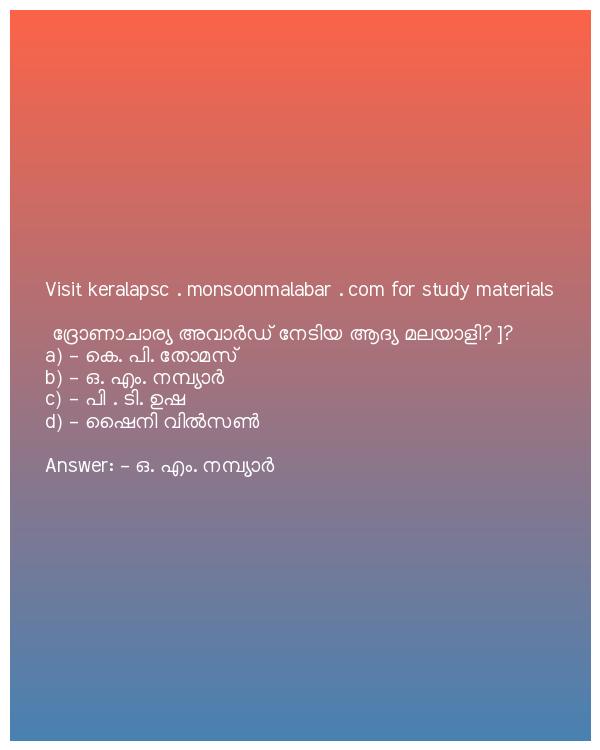 Visit keralapsc . monsoonmalabar . com for study materials
ദ്രോണാചാര്യ അവാർഡ് നേടിയ ആദ്യ മലയാളി? ]?
a) - കെ. പി. തോമസ്
b) - ഒ. എം. നമ്പ്യാർ
c) - പി . ടി. ഉഷ
d) - ഷൈനി വിൽസൺ
Answer: - ഒ. എം. നമ്പ്യാർ